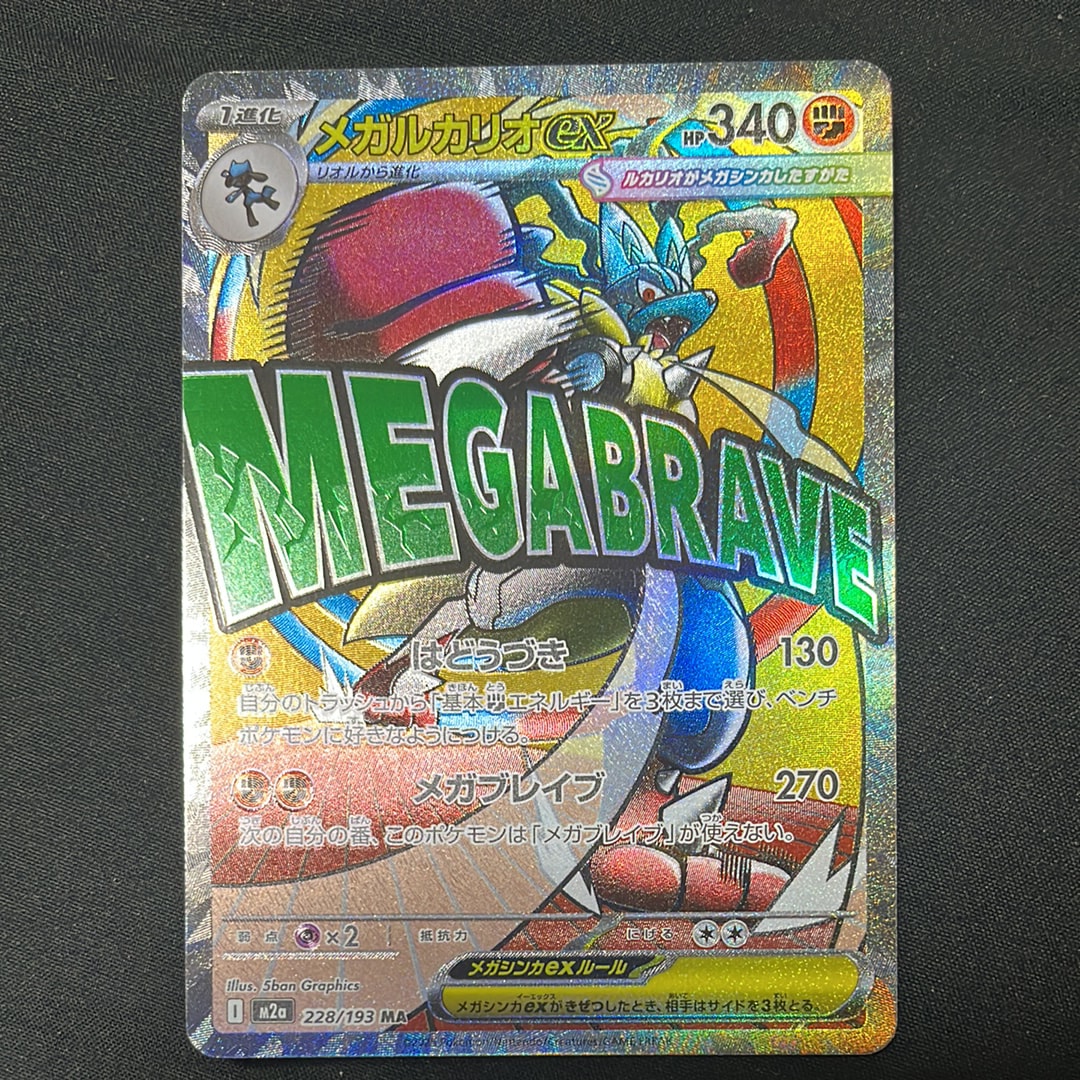 1進化
メガルカリオex
HP340
リオルから進化
ルカリオがメガシンカしたすがた
MEGABRAVE
はどうづき 130
自分のトラッシュから「基本エネルギー」を3枚まで選び、ベンチ
ポケモンに好きなようにつける。
メガブレイブ 270
次の自分の番、このポケモンは「メガブレイブ」が使えない。
弱点 ×2 抵抗力 にげる
メガシンカexルール
メガシンカexがきぜつしたとき、相手はサイドを3枚とる。
Illus. 5ban Graphics
I m2a 228/193 MA
©2025 Pokémon/Nintendo/Creatures/GAME FREAK